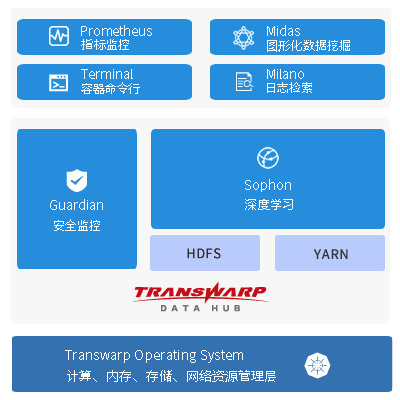 Prometheus
指标监控
Midas
图形化数据挖掘
Terminal
容器命令行
Milano
日志检索
Guardian
安全监控
Sophon
深度学习
HDFS
YARN
TRANSWARP
DATA HUB
Transwarp Operating System
计算、内存、存储、网络资源管理层